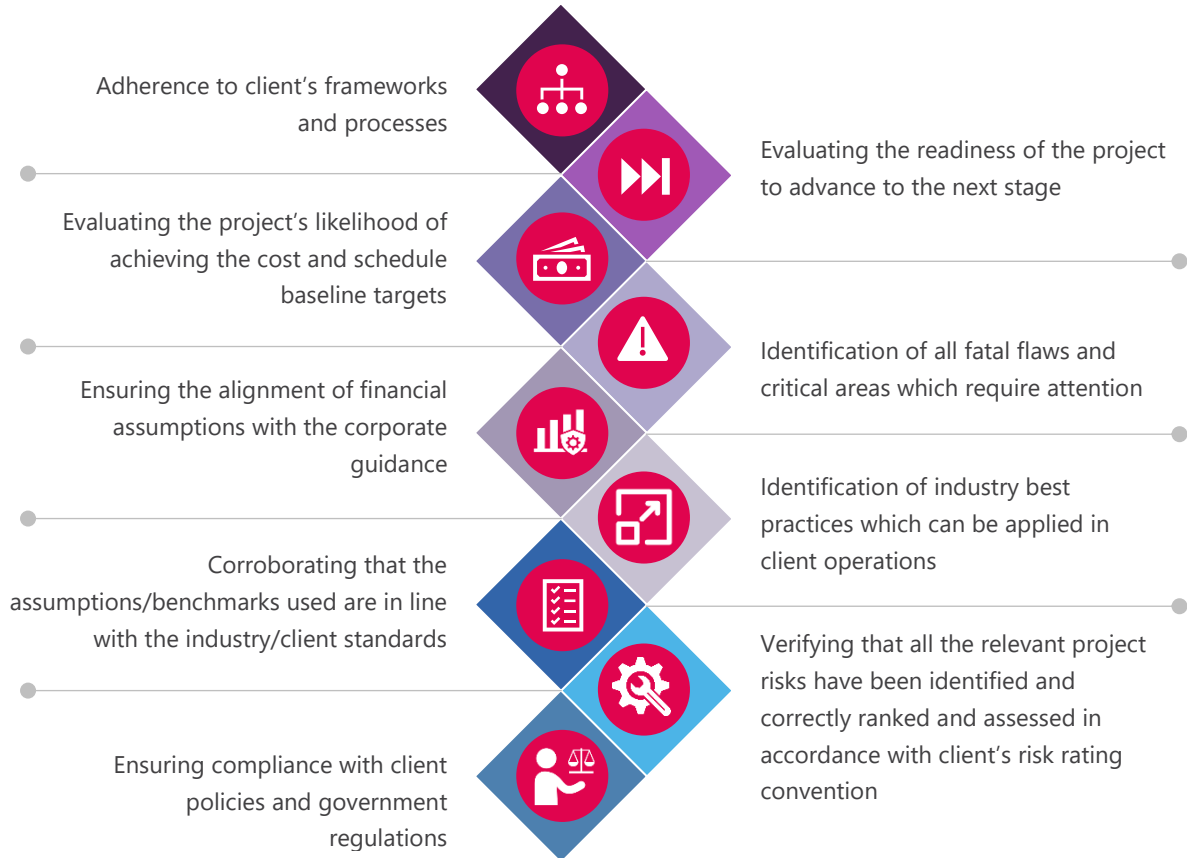 Adherence to client’s frameworks
and processes
Evaluating the readiness of the project
to advance to the next stage
Evaluating the project’s likelihood of
achieving the cost and schedule
baseline targets
Identification of all fatal flaws and
critical areas which require attention
Ensuring the alignment of financial
assumptions with the corporate
guidance
Identification of industry best
practices which can be applied in
client operations
Corroborating that the
assumptions/benchmarks used are in line
with the industry/client standards
Verifying that all the relevant project
risks have been identified and
correctly ranked and assessed in
accordance with client’s risk rating
convention
Ensuring compliance with client
policies and government
regulations